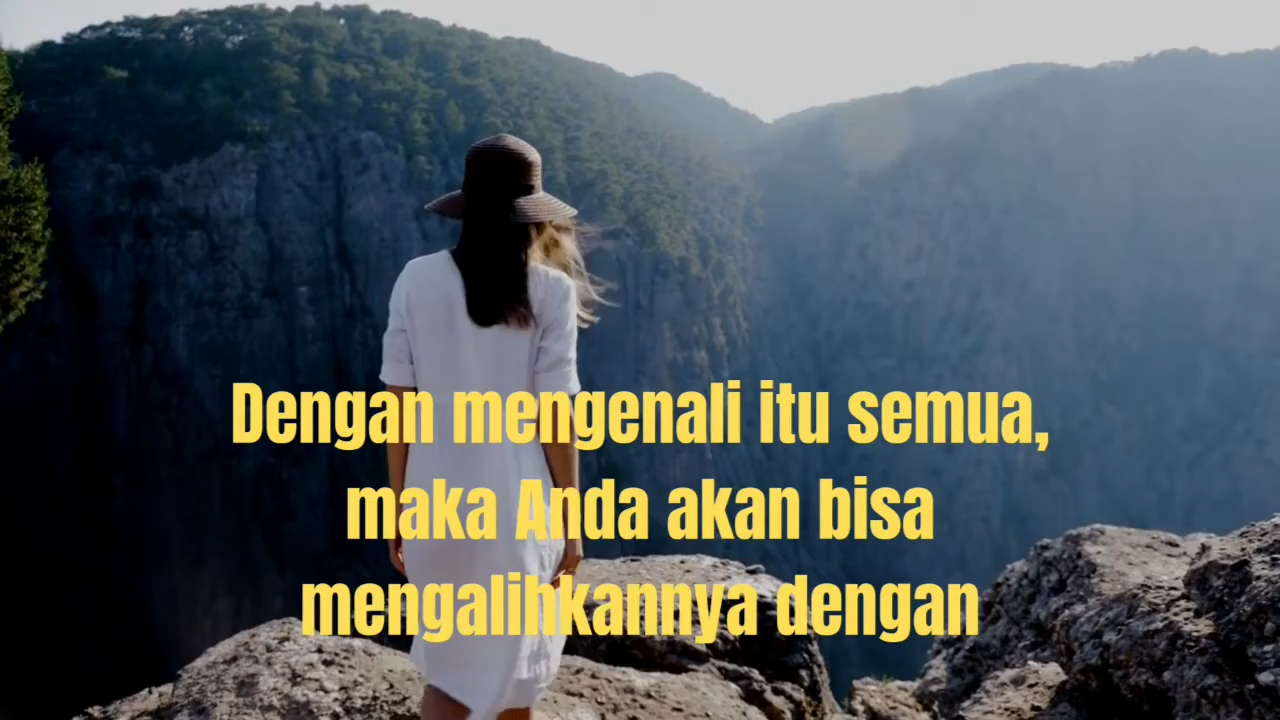 Dengan mengenali itu semua,
maka Anda akan bisa
mengalihkannya dengan